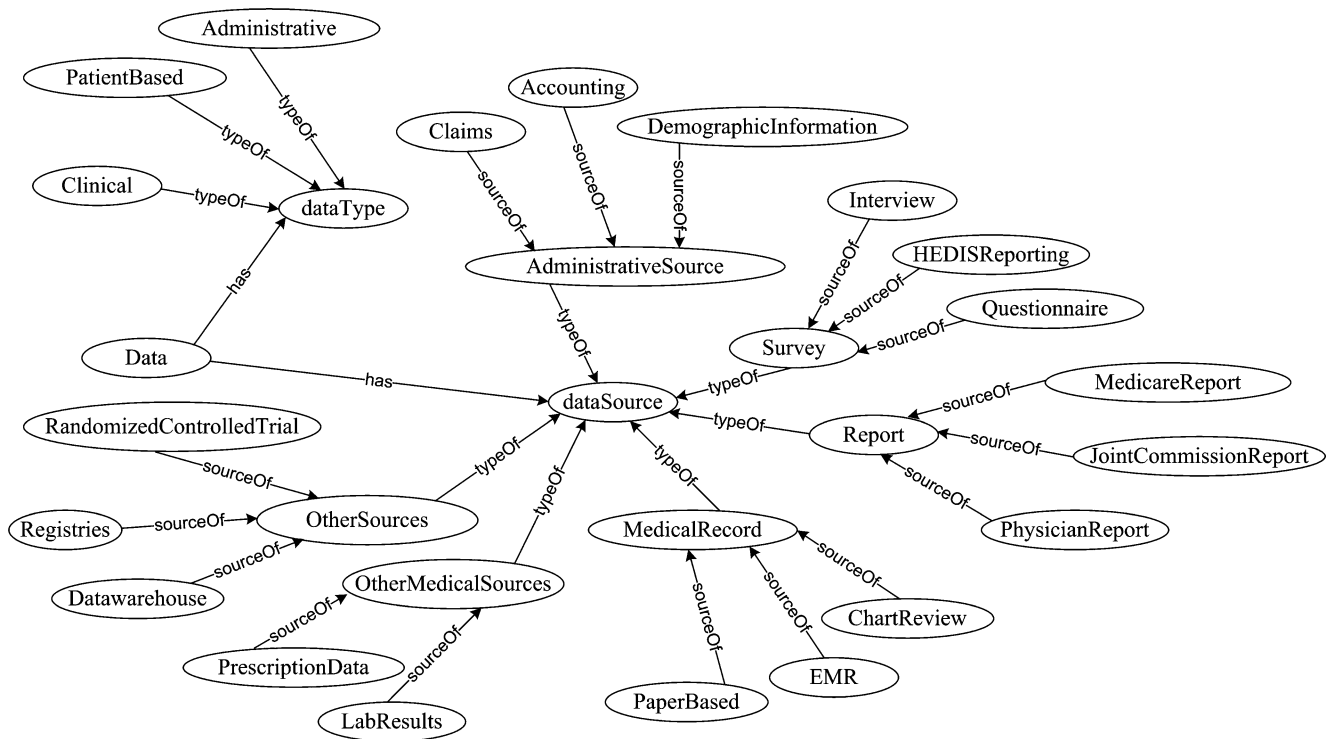 Administrative
PatientBased
typeOf
typeOf
Clinical
typeOf
dataType
has
Data
has
Accounting
Claims
DemographicInformation
sourceOf
sourceOf
sourceOf
AdministrativeSource
typeOf
Interview
HEDISReporting
Questionnaire
sourceOf
sourceOf
sourceOf
Survey
typeOf
dataSource
MedicareReport
sourceOf
Report
typeOf
sourceOf
JointCommissionReport
sourceOf
PhysicianReport
RandomizedControlledTrial
sourceOf
typeOf
Registries
sourceOf
OtherSources
sourceOf
Datawarehouse
typeOf
OtherMedicalSources
sourceOf
PrescriptionData
sourceOf
LabResults
typeOf
MedicalRecord
sourceOf
sourceOf
sourceOf
ChartReview
EMR
PaperBased